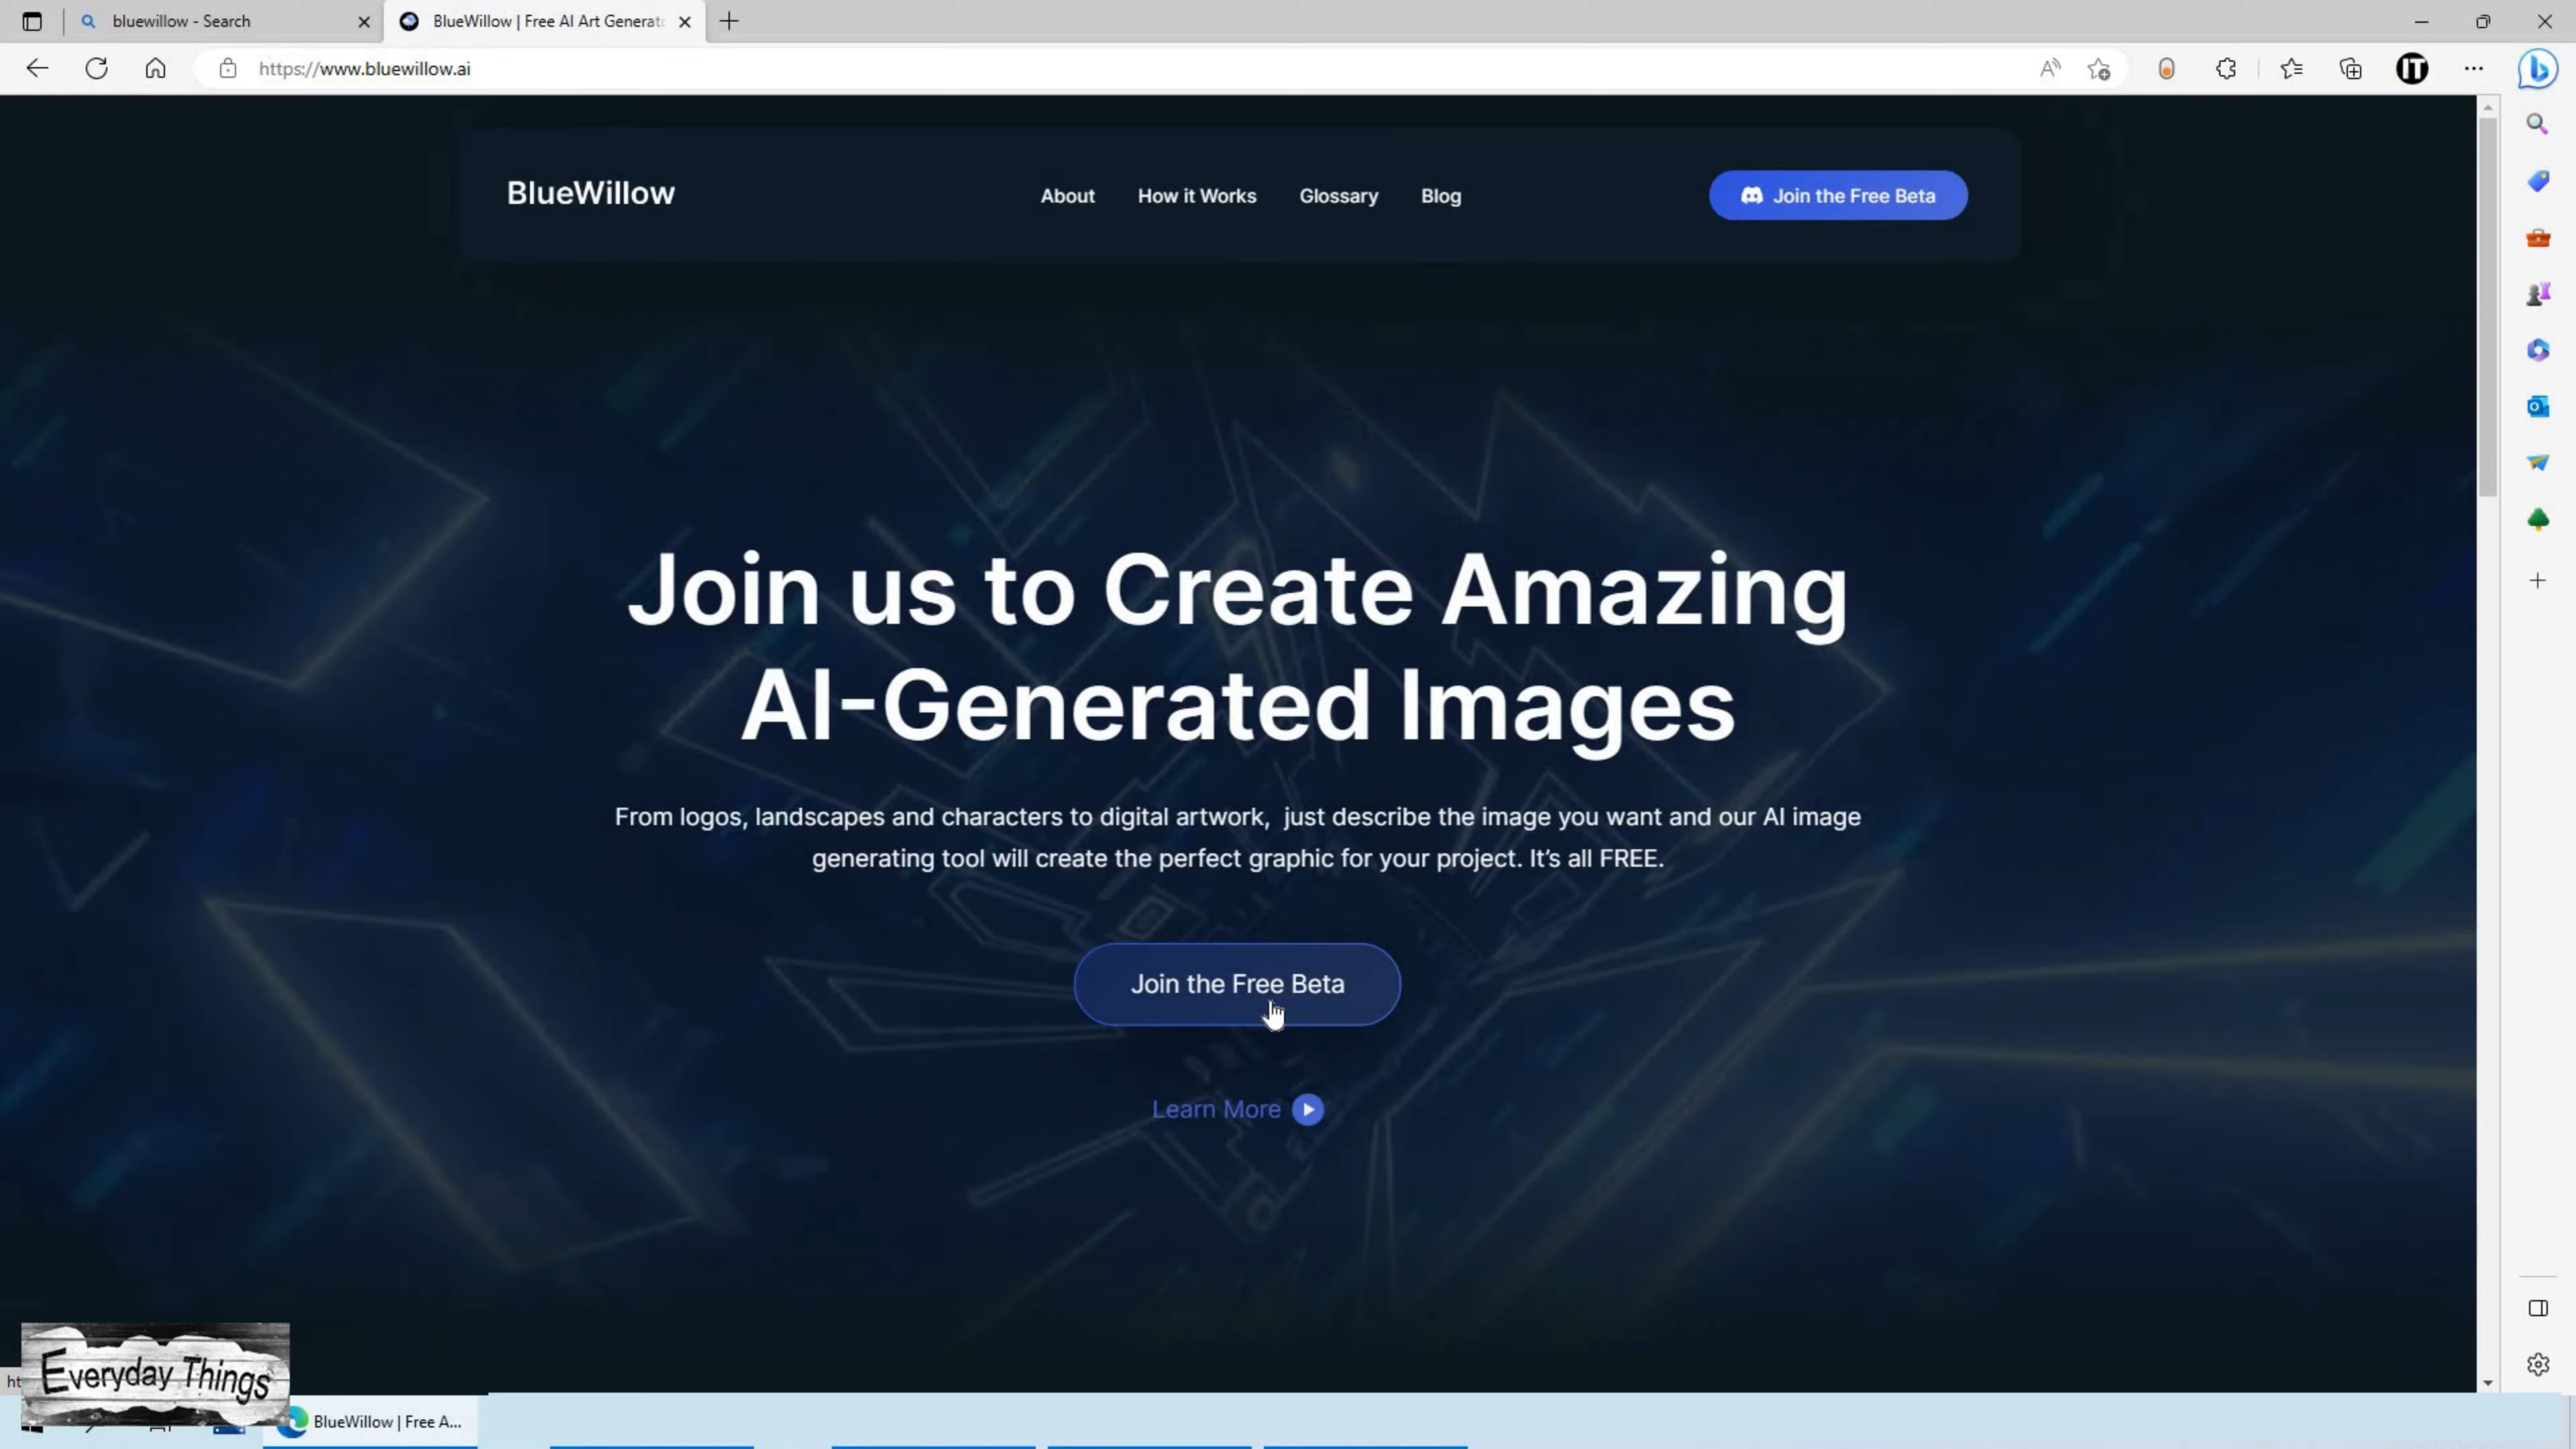 bluewillow - Search
BlueWillow | Free AI Art Generat
https://www.bluewillow.ai
BlueWillow
About
How it Works
Glossary
Blog
Join the Free Beta
Join us to Create Amazing
AI-Generated Images
From logos, landscapes and characters to digital artwork, just describe the image you want and our AI image
generating tool will create the perfect graphic for your project. It's all FREE.
Join the Free Beta
Learn More
Everyday Things
ht
BlueWillow | Free A...